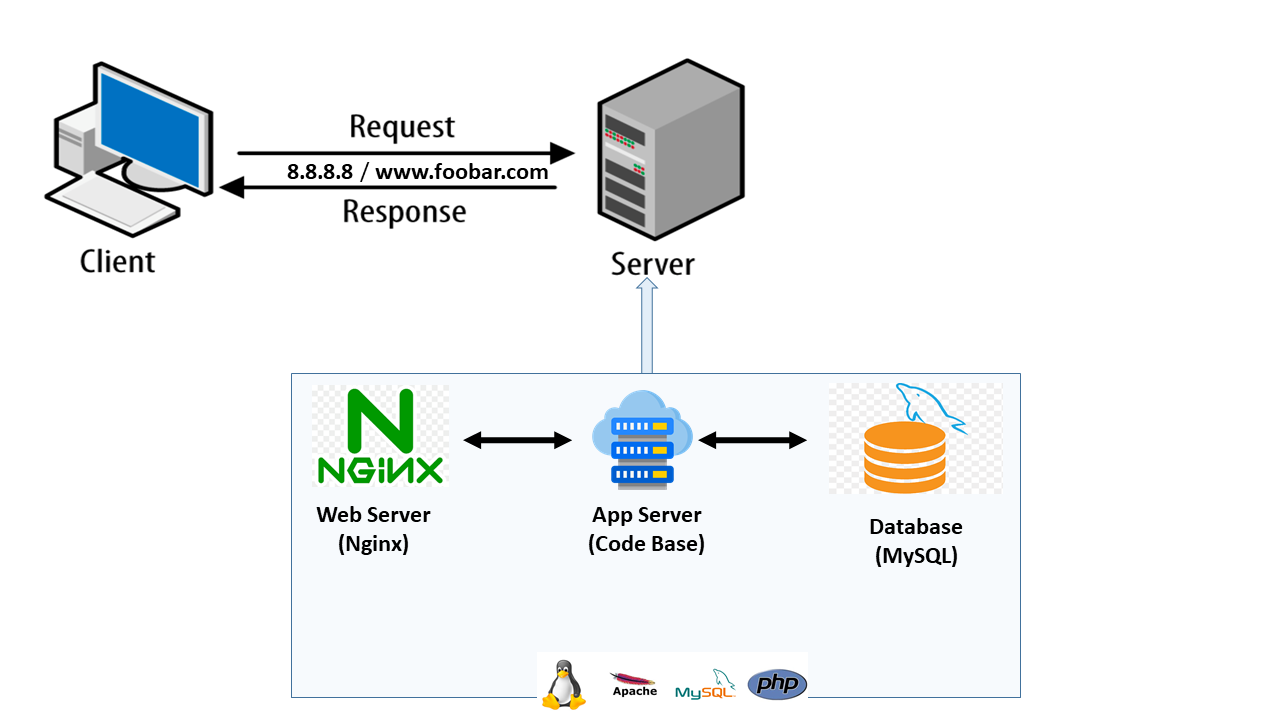 Request
8.8.8.8 / www.foobar.com
Response
Client
Server
NGiNX
Web Server
(Nginx)
App Server
(Code Base)
Database
(MySQL)
Apache
MySQL
php